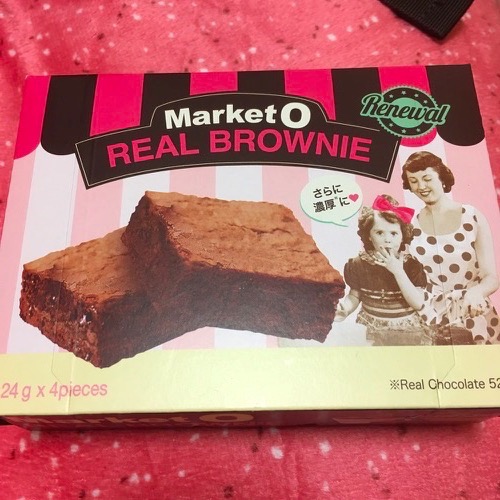 Market O
REAL BROWNIE
Renewal
さらに
濃厚*に
24g x 4pieces
※Real Chocolate 52